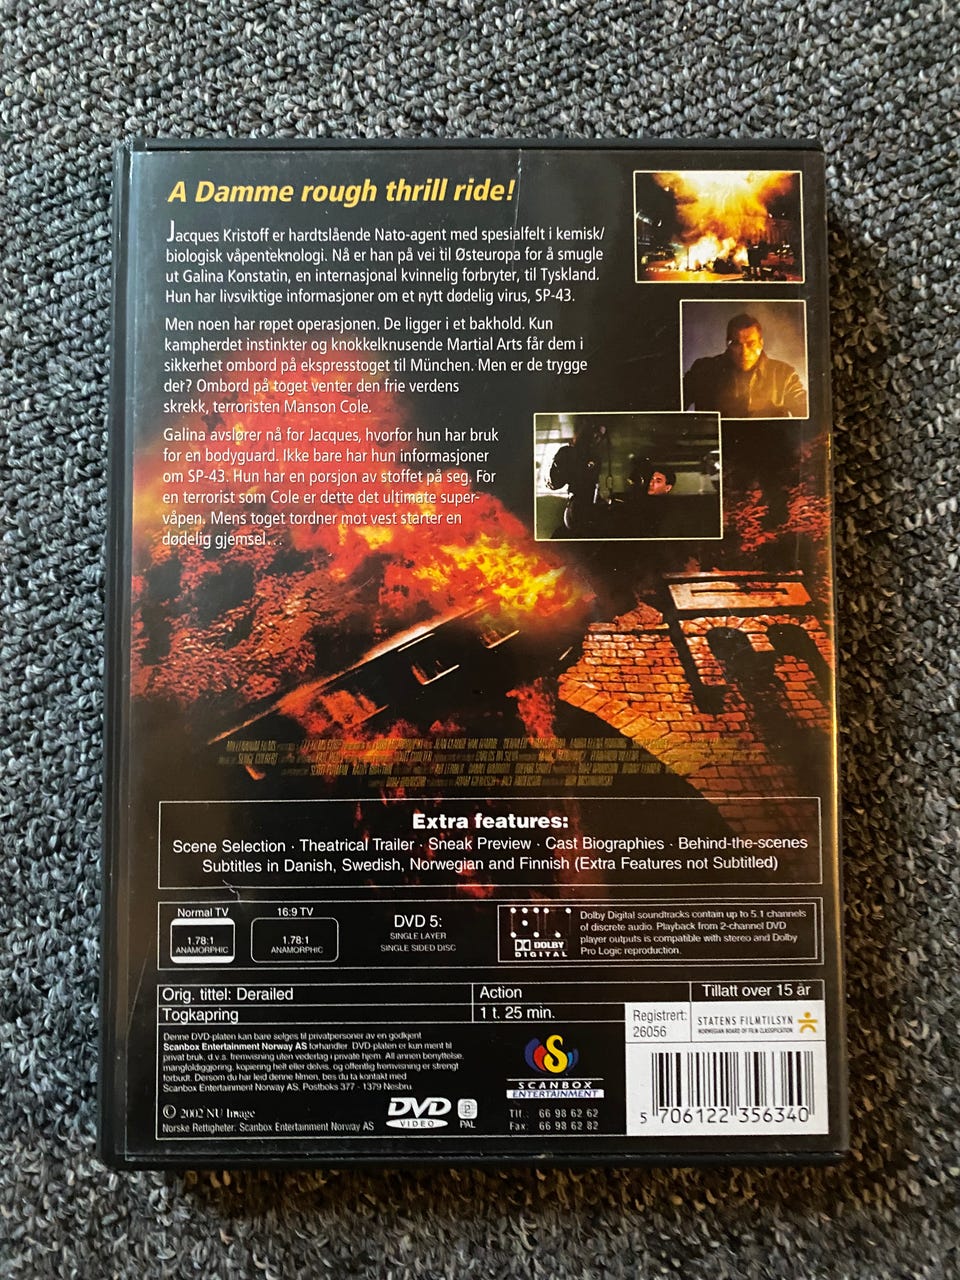 A Damme rough thrill ride!
Jacques Kristoff er hardtslående Nato-agent med spesialfelt i kemisk/
biologisk våpenteknologi. Nå er han på vei til Østeuropa for å smugle
ut Galina Konstatin, en internasjonal kvinnelig forbryter, til Tyskland.
Hun har livsviktige informasjoner om et nytt dødelig virus, SP-43.
Men noen har røpet operasjonen. De ligger i et bakhold. Kun
kampherdet instinkter og knokkelknusende Martial Arts får dem i
sikkerhet ombord på ekspresstoget til München. Men er de trygge
der? Ombord på toget venter den frie verdens
skrekk, terroristen Manson Cole.
Galina avslører nå for Jacques, hvorfor hun har bruk
for en bodyguard. Ikke bare har hun informasjoner
om SP-43. Hun har en porsjon av stoffet på seg. For
en terrorist som Cole er dette det ultimate super-
våpen. Mens toget tordner mot vest starter en
dødelig gjemsel...
Extra features:
Scene Selection · Theatrical Trailer · Sneak Preview · Cast Biographies · Behind-the-scenes
Subtitles in Danish, Swedish, Norwegian and Finnish (Extra Features not Subtitled)
Normal TV
1.78:1
ANAMORPHIC
16:9 TV
1.78:1
ANAMORPHIC
DVD 5:
SINGLE LAYER
SINGLE SIDED DISC
DOLBY
DIGITAL
Dolby Digital soundtracks contain up to 5.1 channels
of discrete audio. Playback from 2-channel DVD
player outputs is compatible with stereo and Dolby
Pro Logic reproduction.
Orig. tittel: Derailed
Action
Tillatt over 15 år
Togkapring
1 t. 25 min.
Registrert:
26056
STATENS FILMTILSYN
NORWEGIAN BOARD OF FILM CLASSIFICATION
Denne DVD-platen kan bare selges til privatpersoner av en godkjent
Scanbox Entertainment Norway AS forhandler. DVD-platen er kun ment til
privat bruk, d.v.s. fremvisning uten vederlag i private hjem. All annen benyttelse,
mangfoldiggjøring, kopiering helt eller delvis, og offentlig fremvisning er strengt
forbudt. Dersom du har leid denne filmen, bes du ta kontakt med
Scanbox Entertainment Norway AS. Postboks 377 - 1379 Nesbru
S
SCANBOX
ENTERTAINMENT
© 2002 NU Image
Norske Rettigheter: Scanbox Entertainment Norway AS
DVD
VIDEO
2
PAL
Tlf.: 66 98 62 62
Fax: 66 98 62 82
5 706122 356340